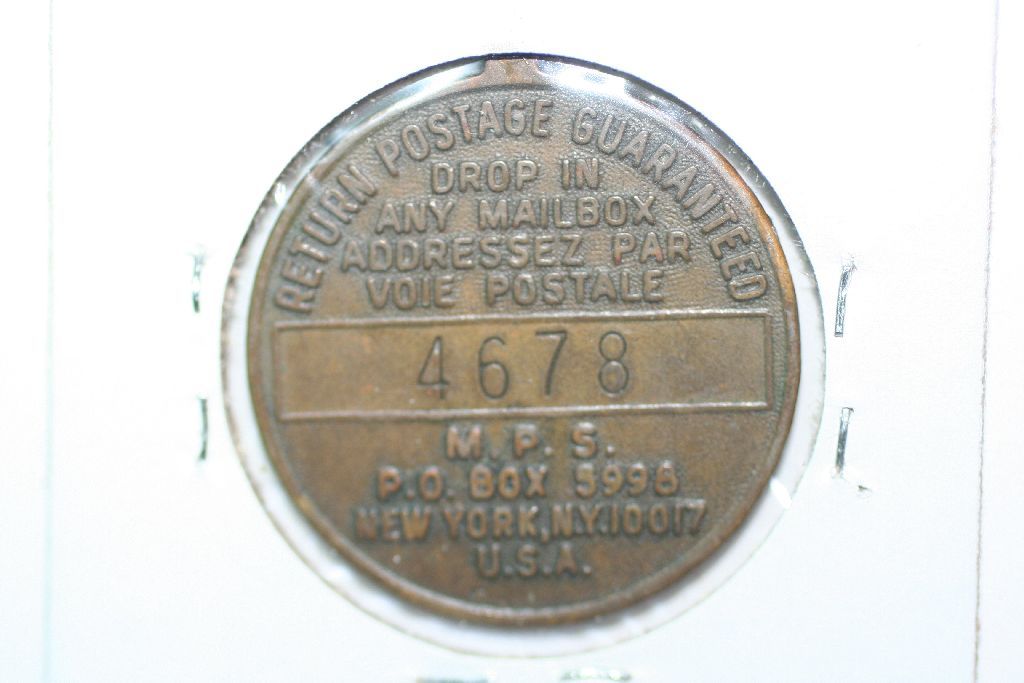 RETURN POSTAGE GUARANTEED
DROP IN
ANY MAILBOX
ADDRESSEZ PAR
VOIE POSTALE
4678
M.P.S.
P.O. BOX 5998
NEW YORK, N.Y. 10017
U.S.A.